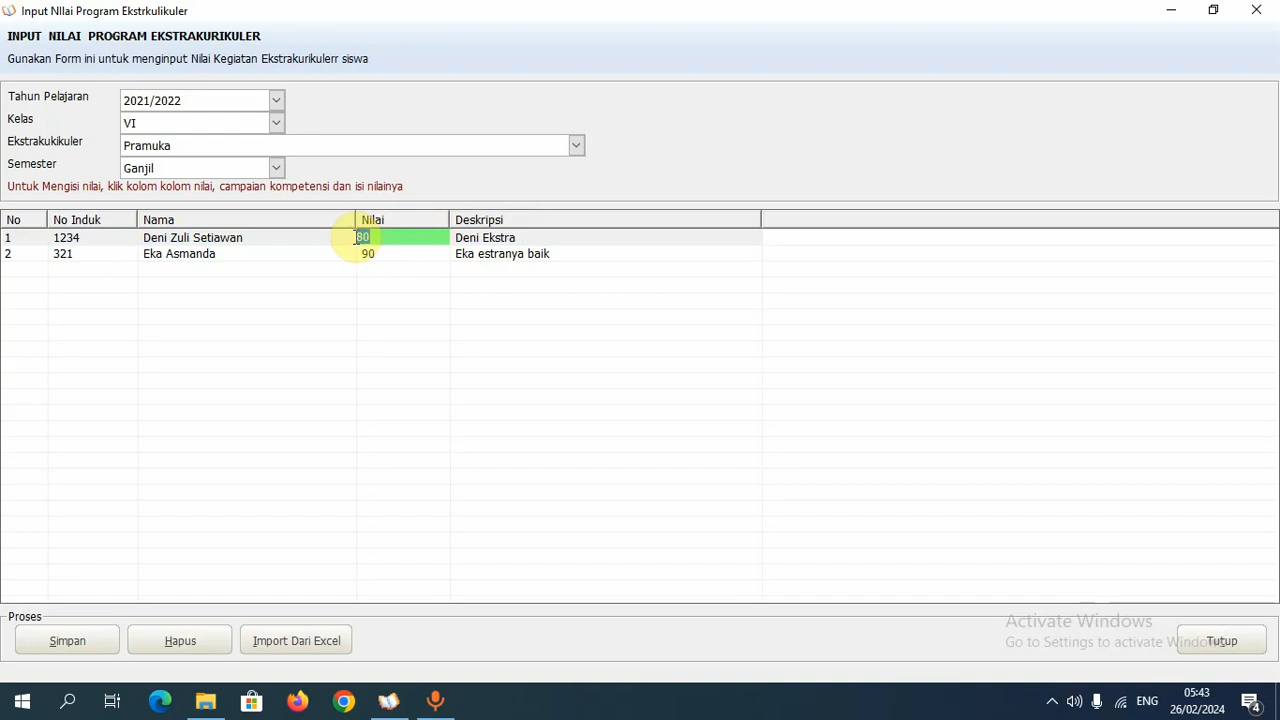 Input NIlai Program Ekstrkulikuler
INPUT NILAI PROGRAM EKSTRAKURIKULER
Gunakan Form ini untuk menginput Nilai Kegiatan Ekstrakurikulerr siswa
Tahun Pelajaran 2021/2022
Kelas VI
Ekstrakukikuler Pramuka
Semester Ganjil
Untuk Mengisi nilai, klik kolom kolom nilai, campaian kompetensi dan isi nilainya
No No Induk Nama Nilai Deskripsi
1 1234 Deni Zuli Setiawan 80 Deni Ekstra
2 321 Eka Asmanda 90 Eka estranya baik
Proses
Simpan Hapus Import Dari Excel Tutup
Activate Windows
Go to Settings to activate Windows.
ENG 05:43
26/02/2024 4